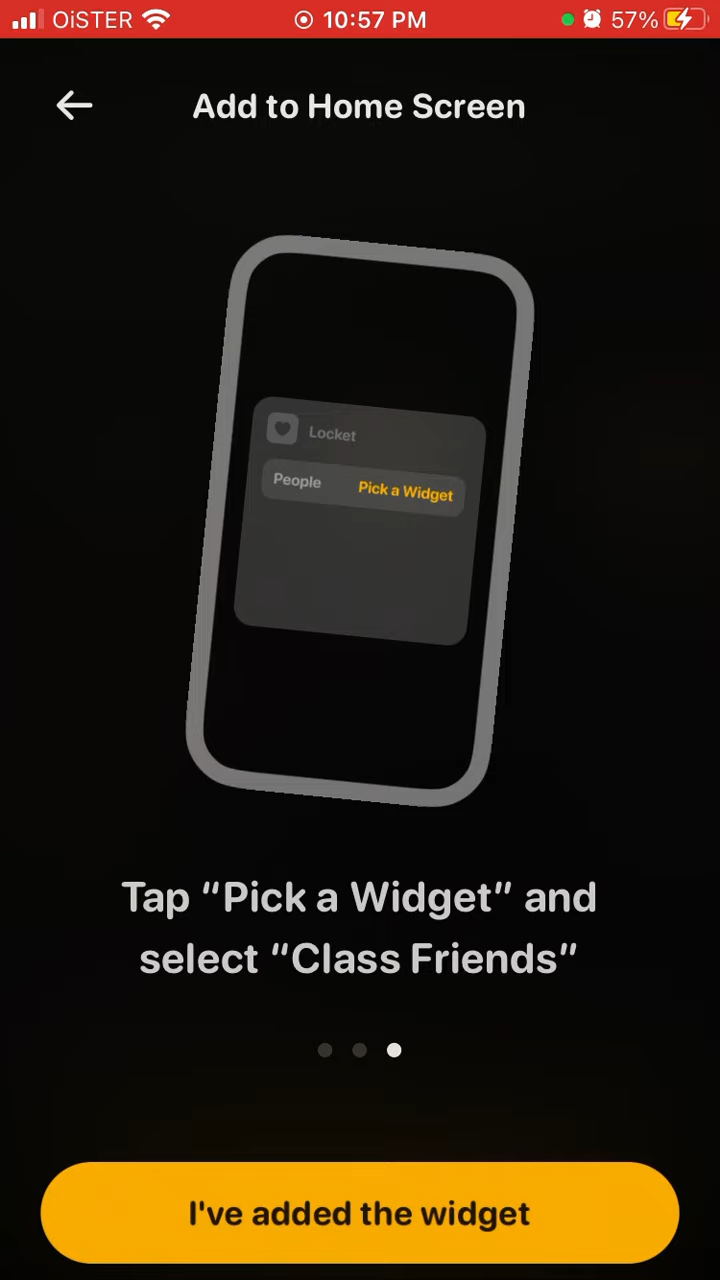 OiSTER 10:57 PM 57%
Add to Home Screen
Locket
People Pick a Widget
Tap “Pick a Widget” and
select “Class Friends”
I've added the widget